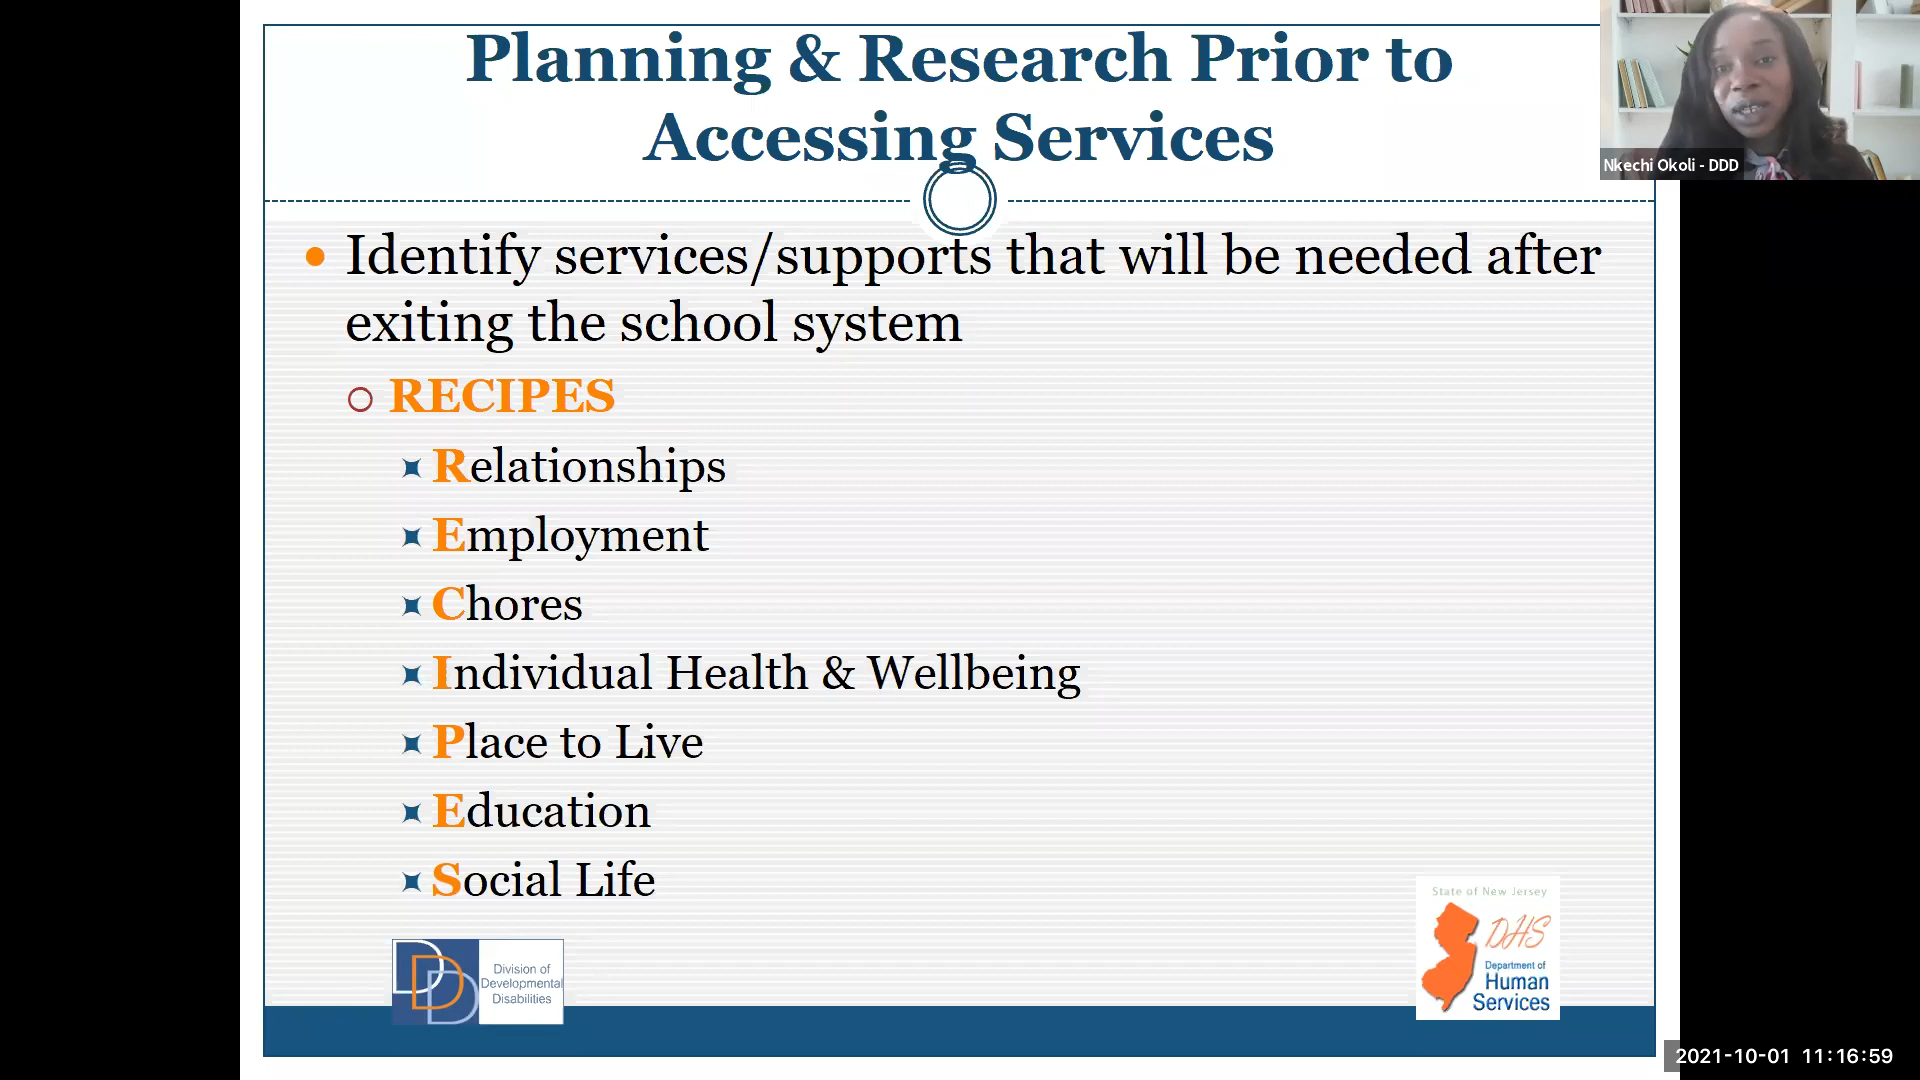 Planning & Research Prior to
Accessing Services
Nkechi Okoli - DDD
Identify services/supports that will be needed after
exiting the school system
RECIPES
Relationships
Employment
Chores
Individual Health & Wellbeing
Place to Live
Education
Social Life
DDD
Division of
Developmental
Disabilities
State of New Jersey
DHS
Department of
Human
Services
2021-10-01 11:16:59